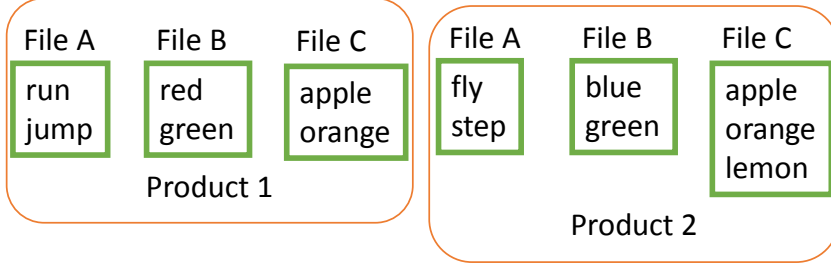 File A File B File C
run
jump
red
green
apple
orange
Product 1
File A File B File C
fly
step
blue
green
apple
orange
lemon
Product 2